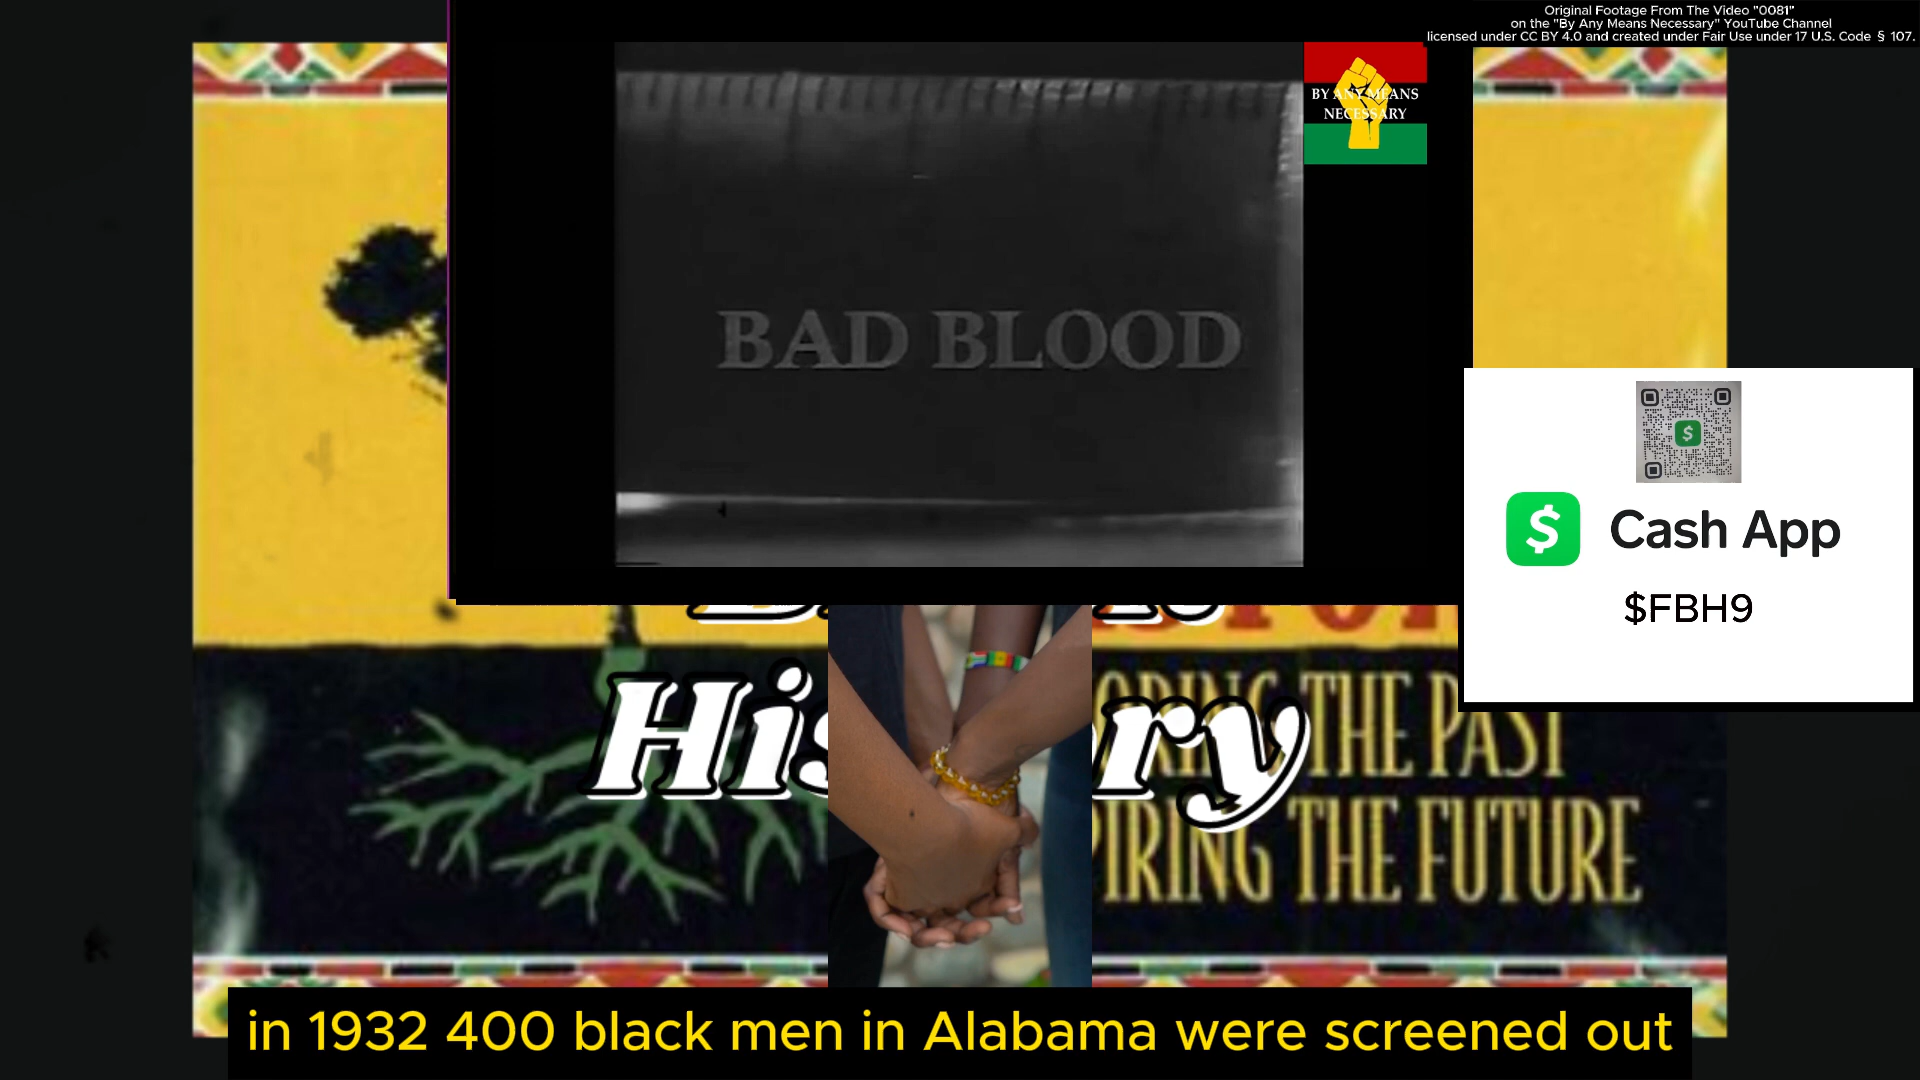 Original Footage From The Video "0081"
on the "By Any Means Necessary" YouTube Channel
licensed under CC BY 4.0 and created under Fair Use under 17 U.S. Code § 107.
BY ANY MEANS
NECESSARY
BAD BLOOD
$
Cash App
$FBH9
THE PAST
THE FUTURE
in 1932 400 black men in Alabama were screened out